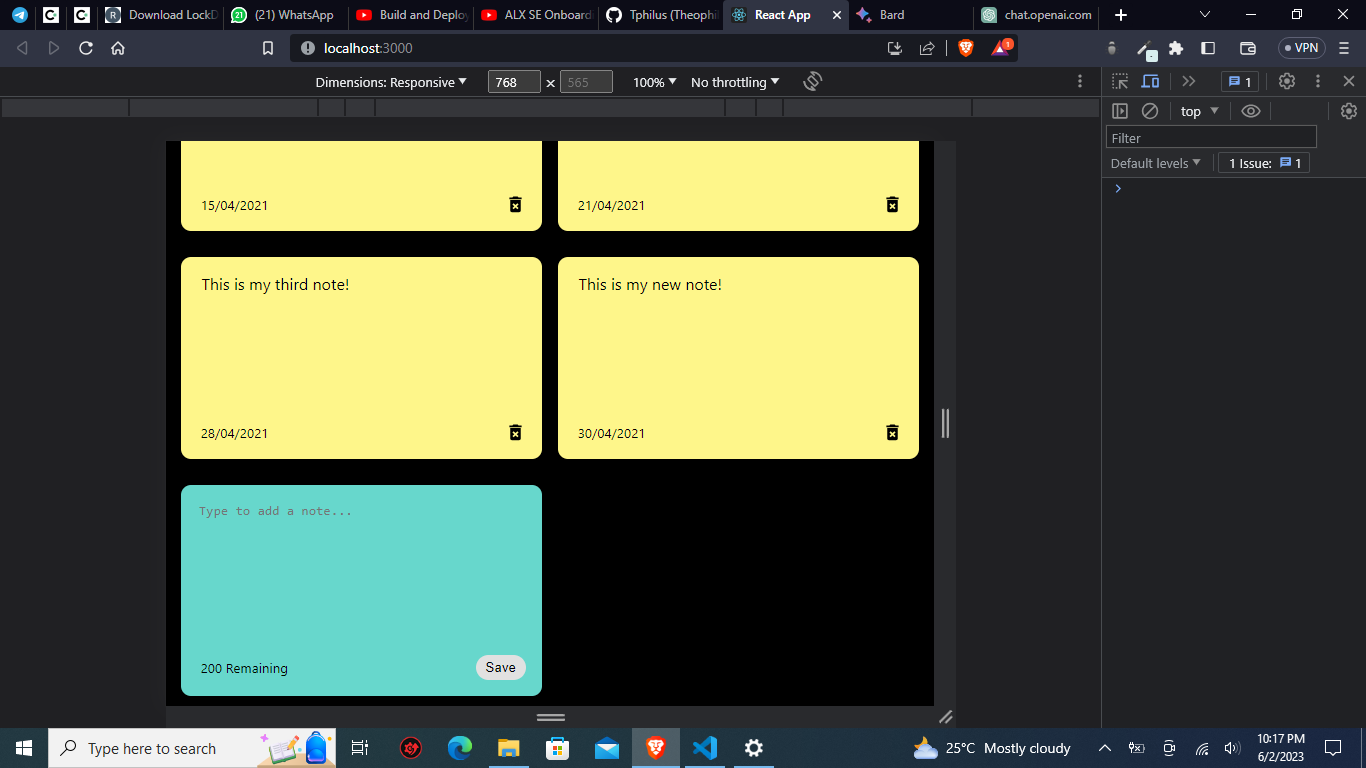 Download LockD
(21) WhatsApp
Build and Deploy
ALX SE Onboard
Tphilus (Theophi
React App
Bard
chat.openai.com
localhost:3000
1
VPN
Dimensions: Responsive
768 x 565
100%
No throttling
1
top
Filter
Default levels
1 Issue: 1
15/04/2021
21/04/2021
This is my third note!
This is my new note!
28/04/2021
30/04/2021
Type to add a note...
200 Remaining
Save
Type here to search
25°C Mostly cloudy
10:17 PM
6/2/2023